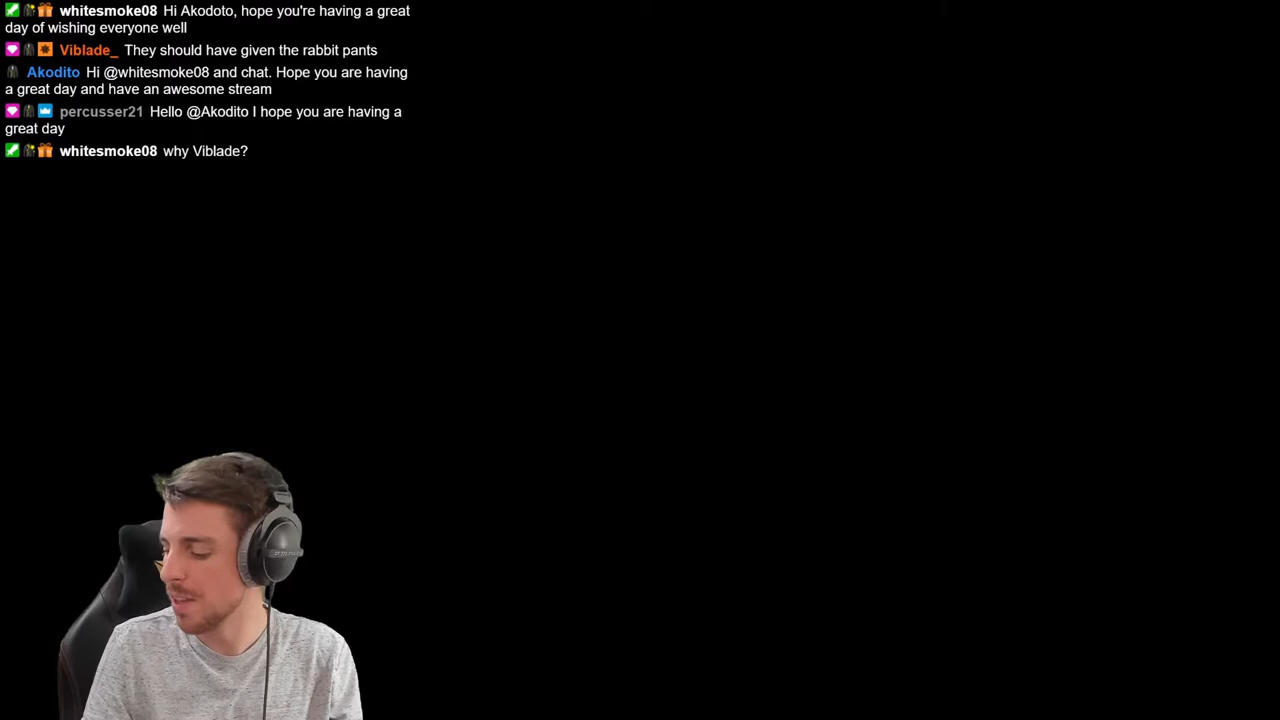 whitesmoke08 Hi Akodoto, hope you're having a great
day of wishing everyone well
Viblade_ They should have given the rabbit pants
Akodito Hi @whitesmoke08 and chat. Hope you are having
a great day and have an awesome stream
percusser21 Hello @Akodito I hope you are having a
great day
whitesmoke08 why Viblade?